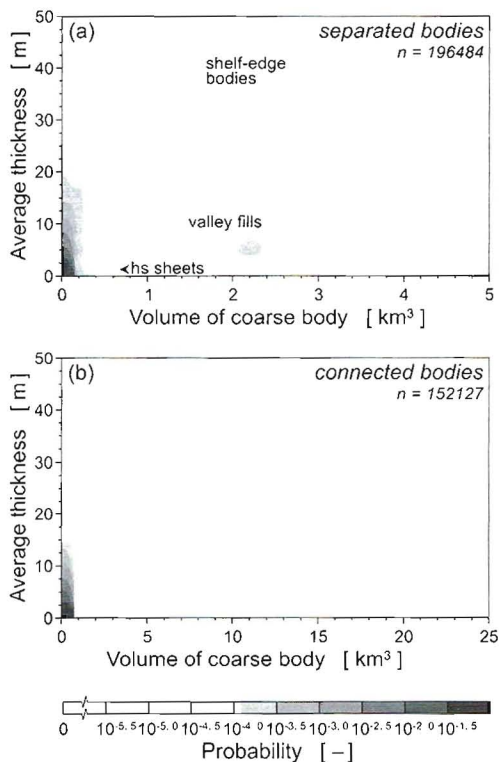 50
(a)
separated bodies
n = 196484
shelf-edge
bodies
40
30
20
valley fills
10
hs sheets
0
0 1 2 3 4 5
Average thickness [ m ]
Volume of coarse body [ km³ ]
50
(b)
connected bodies
n = 152127
40
30
20
10
0
0 5 10 15 20 25
Average thickness [ m ]
Volume of coarse body [ km³ ]
0 10-5.5 10-5.0 10-4.5 10-4 0 10-3.5 10-3.0 10-2.5 10-2 0 10-1.5
Probability [ – ]